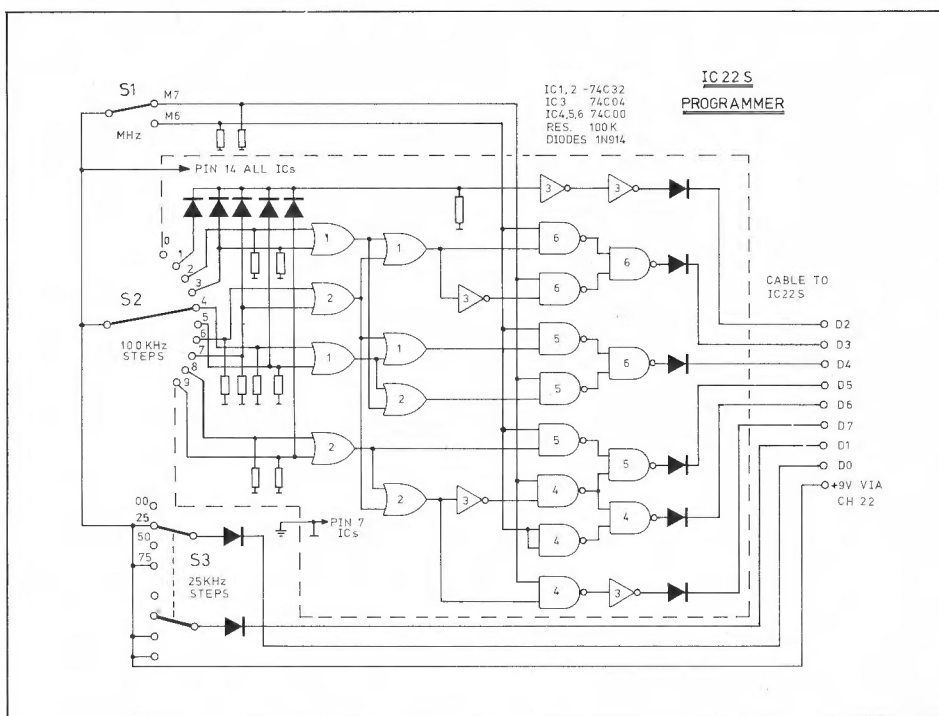 IC22S
PROGRAMMER
IC1,2 -74C32
IC3 74C04
IC4,5,6 74C00
RES. 100K
DIODES 1N914
S1
M7
M6
MHz
PIN 14 ALL ICs
3
3
0
1
2
3
4
5
6
7
8
9
S2
100KHz
STEPS
1
1
6
6
6
3
2
1
1
2
5
5
6
2
2
3
5
4
5
4
4
4
3
CABLE TO
IC22S
D2
D3
D4
D5
D6
D7
D1
D0
+9V VIA
CH 22
PIN 7
ICs
00
25
50
75
S3
25KHz
STEPS